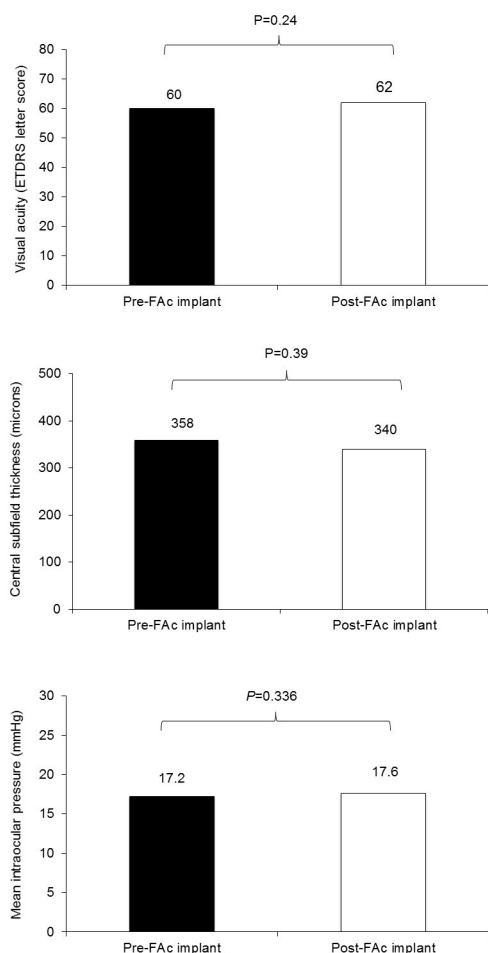 P=0.24
Visual acuity (ETDRS letter score)
80
70
60
50
40
30
20
10
0
60
62
Pre-FAc implant
Post-FAc implant
P=0.39
Central subfield thickness (microns)
500
400
300
200
100
0
358
340
Pre-FAc implant
Post-FAc implant
P=0.336
Mean intraocular pressure (mmHg)
30
25
20
15
10
5
0
17.2
17.6
Pre-FAc implant
Post-FAc implant